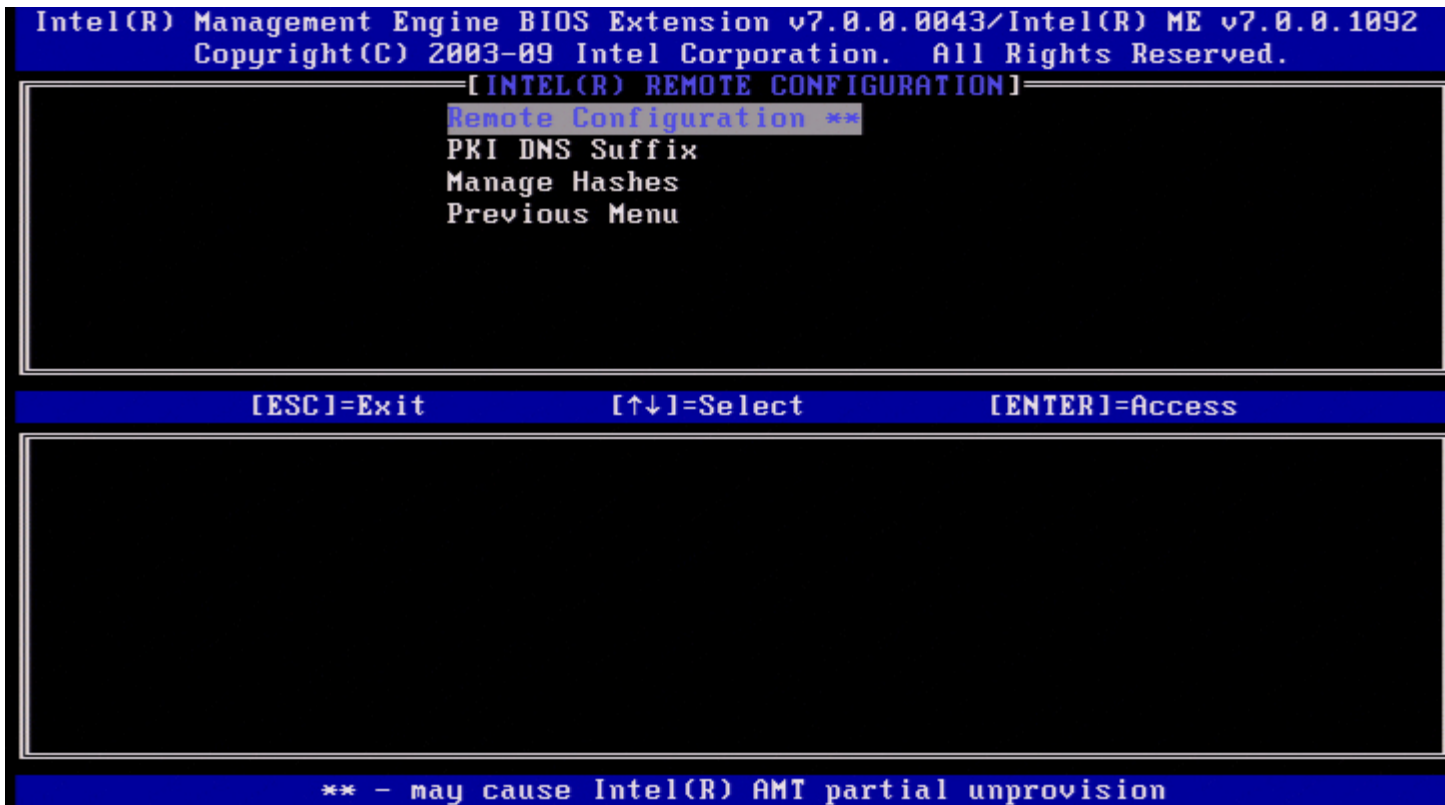 Intel(R) Management Engine BIOS Extension v7.0.0.0043/Intel(R) ME v7.0.0.1092
Copyright(C) 2003-09 Intel Corporation. All Rights Reserved.
[INTEL(R) REMOTE CONFIGURATION]
Remote Configuration **
PKI DNS Suffix
Manage Hashes
Previous Menu
[ESC]=Exit [↑↓]=Select [ENTER]=Access
** - may cause Intel(R) AMT partial unprovision